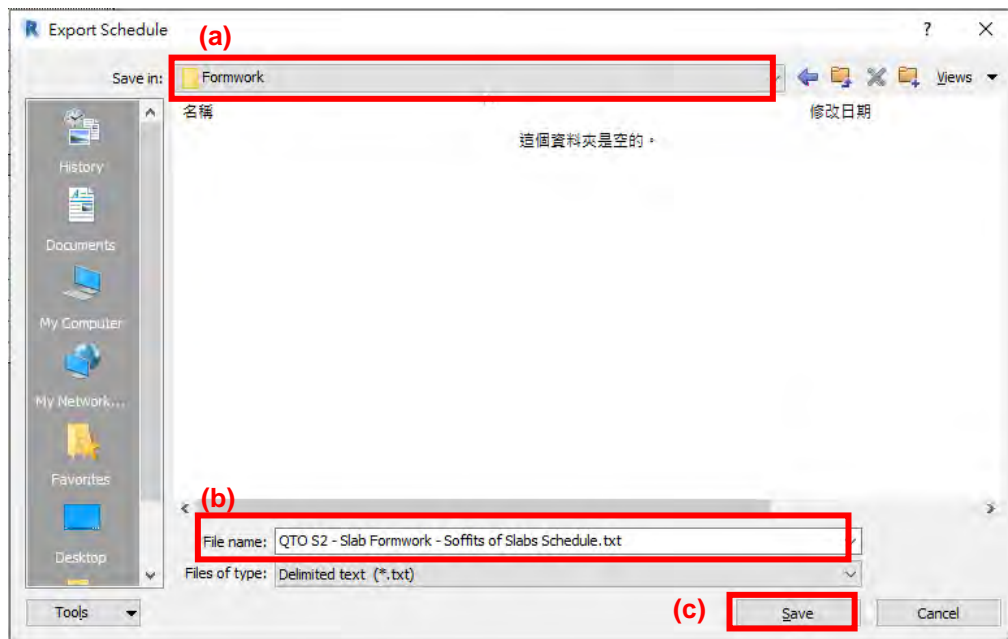 Export Schedule
(a)
? X
Save in: Formwork
Views
名稱 修改日期
這個資料夾是空的。
History
Documents
My Computer
My Network...
Favorites
Desktop
(b)
File name: QTO S2 - Slab Formwork - Soffits of Slabs Schedule.txt
Files of type: Delimited text (*.txt)
Tools
(c)
Save
Cancel